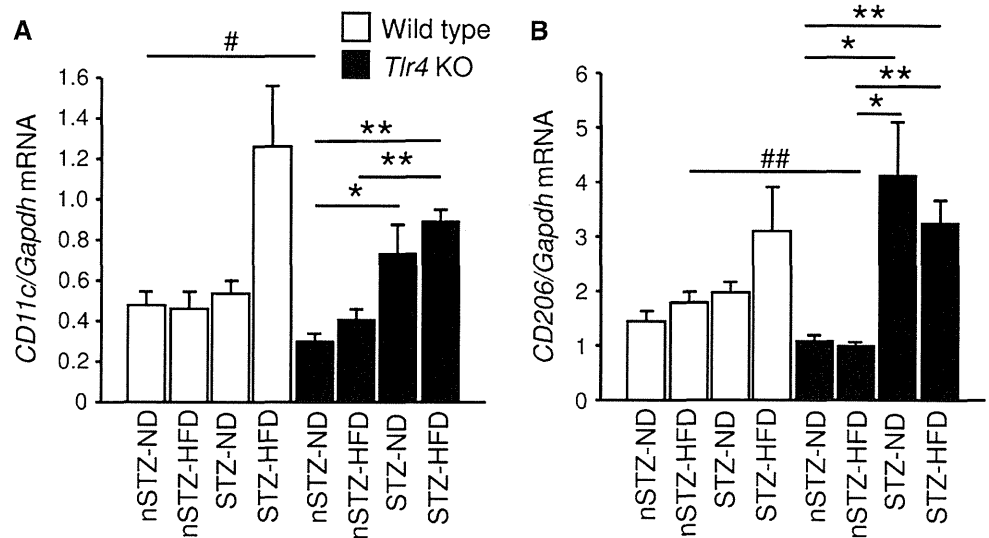 A
Wild type
Tlr4 KO
#
**
**
*
CD11c/Gapdh mRNA
1.6
1.4
1.2
1.0
0.8
0.6
0.4
0.2
0
nSTZ-ND
nSTZ-HFD
STZ-ND
STZ-HFD
nSTZ-ND
nSTZ-HFD
STZ-ND
STZ-HFD
B
**
*
**
*
##
CD206/Gapdh mRNA
6
5
4
3
2
1
0
nSTZ-ND
nSTZ-HFD
STZ-ND
STZ-HFD
nSTZ-ND
nSTZ-HFD
STZ-ND
STZ-HFD